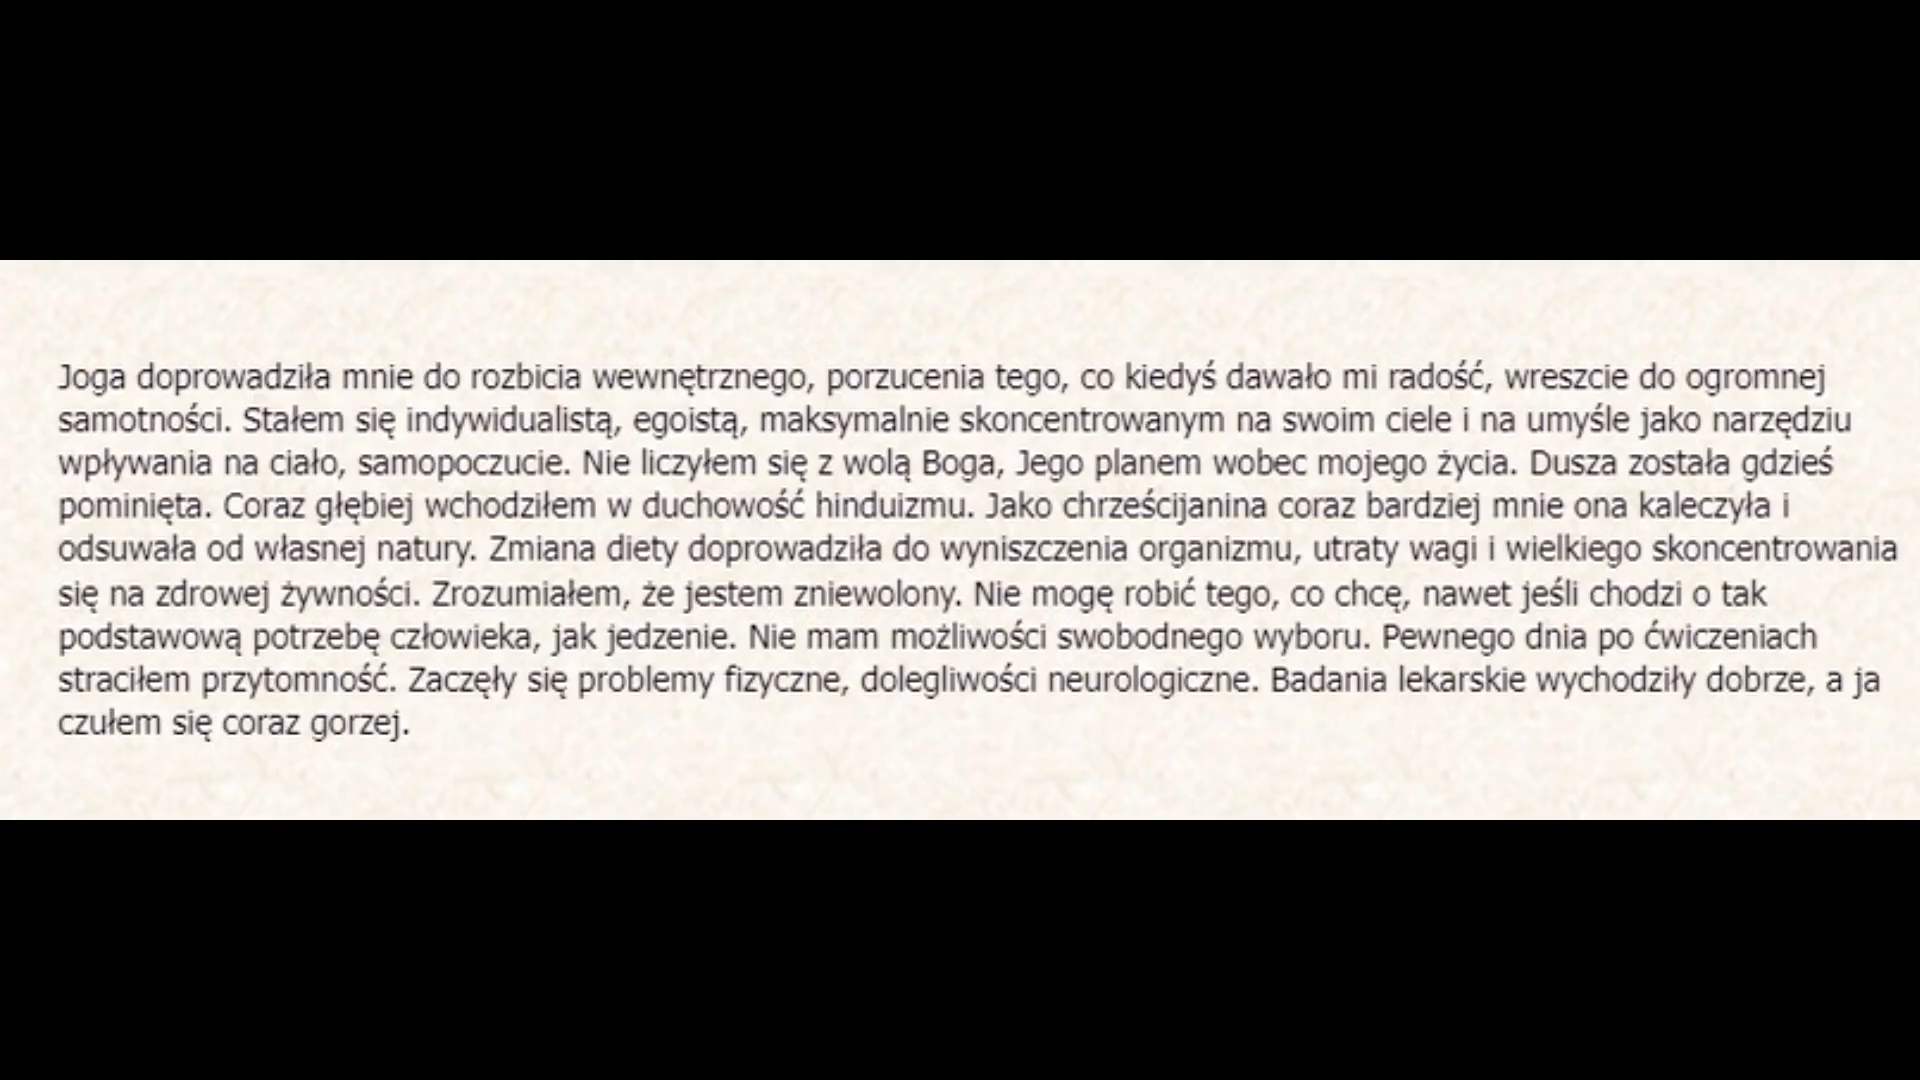 Joga doprowadziła mnie do rozbicia wewnętrznego, porzucenia tego, co kiedyś dawało mi radość, wreszcie do ogromnej
samotności. Stałem się indywidualistą, egoistą, maksymalnie skoncentrowanym na swoim ciele i na umyśle jako narzędziu
wpływania na ciało, samopoczucie. Nie liczyłem się z wolą Boga, Jego planem wobec mojego życia. Dusza została gdzieś
pominięta. Coraz głębiej wchodziłem w duchowość hinduizmu. Jako chrześcijanina coraz bardziej mnie ona kaleczyła i
odsuwała od własnej natury. Zmiana diety doprowadziła do wyniszczenia organizmu, utraty wagi i wielkiego skoncentrowania
się na zdrowej żywności. Zrozumiałem, że jestem zniewolony. Nie mogę robić tego, co chcę, nawet jeśli chodzi o tak
podstawową potrzebę człowieka, jak jedzenie. Nie mam możliwości swobodnego wyboru. Pewnego dnia po ćwiczeniach
straciłem przytomność. Zaczęły się problemy fizyczne, dolegliwości neurologiczne. Badania lekarskie wychodziły dobrze, a ja
czułem się coraz gorzej.